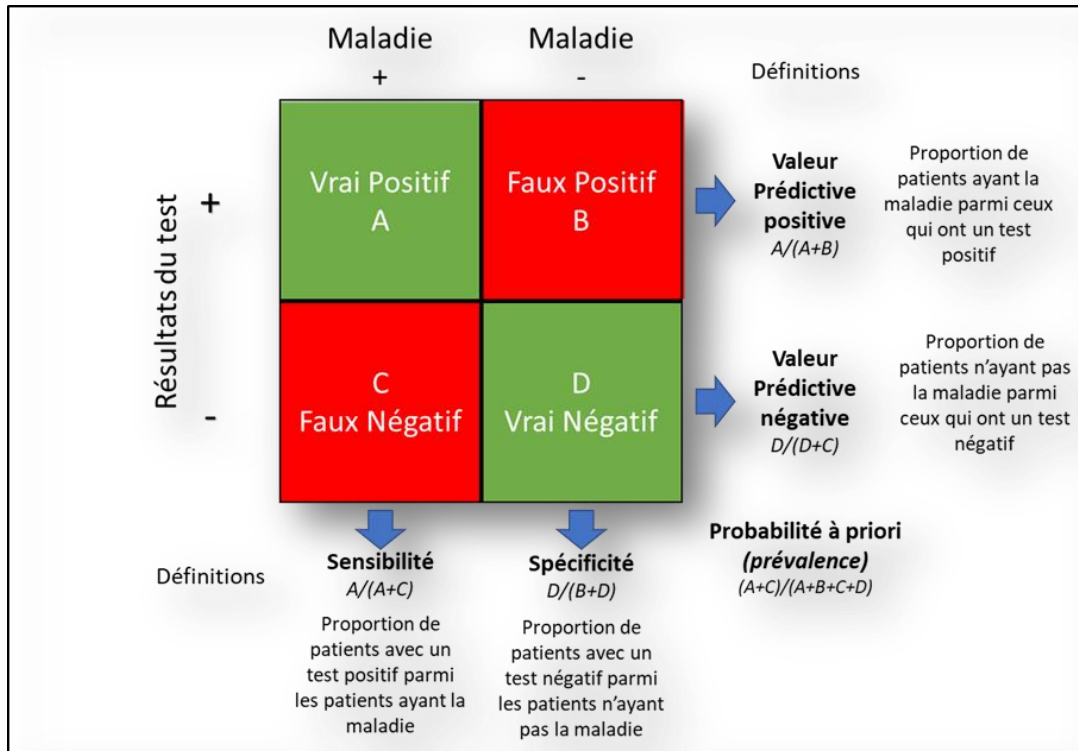 Maladie
+
Maladie
-
Définitions
Résultats du test
+
-
Vrai Positif
A
Faux Positif
B
Valeur
Prédictive
positive
A/(A+B)
Proportion de
patients ayant la
maladie parmi ceux
qui ont un test
positif
C
Faux Négatif
D
Vrai Négatif
Valeur
Prédictive
négative
D/(D+C)
Proportion de
patients n'ayant pas
la maladie parmi
ceux qui ont un test
négatif
Définitions
Sensibilité
A/(A+C)
Proportion de
patients avec un
test positif parmi
les patients ayant la
maladie
Spécificité
D/(B+D)
Proportion de
patients avec un
test négatif parmi
les patients n'ayant
pas la maladie
Probabilité à priori
(prévalence)
(A+C)/(A+B+C+D)